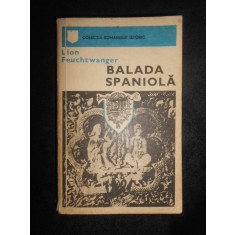 COLECȚIA ROMANULUI ISTORIC
Lion
Feuchtwanger
BALADA
SPANIOLĂ